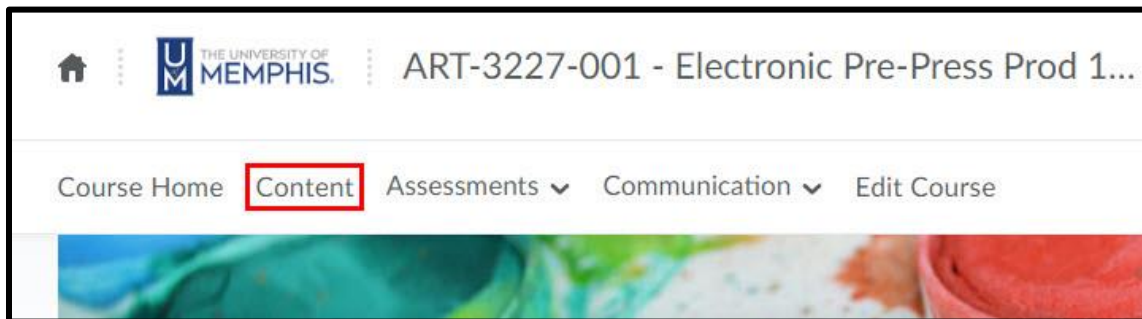 THE UNIVERSITY OF
MEMPHIS.
ART-3227-001 - Electronic Pre-Press Prod 1...
Course Home Content Assessments Communication Edit Course